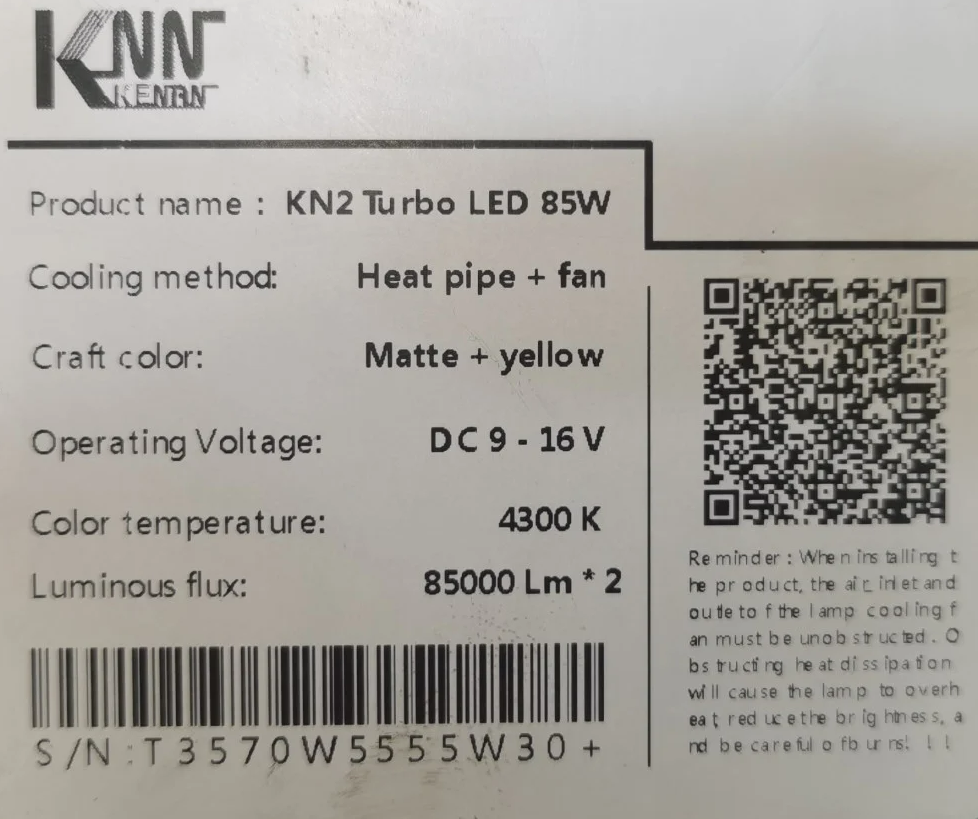 KNN
KENAN
Product name : KN2 Turbo LED 85W
Cooling method: Heat pipe + fan
Craft color: Matte + yellow
Operating Voltage: DC 9 - 16 V
Color temperature: 4300 K
Luminous flux: 85000 Lm * 2
S/N:T3570W5555W30+
Reminder : When installing t
he product, the air inlet and
outle to f the lamp cooling f
an must be unobstructed. O
bstructing heat dissipation
will cause the lamp to overh
eat, reduce the brightness, a
nd be careful of burns! ! !